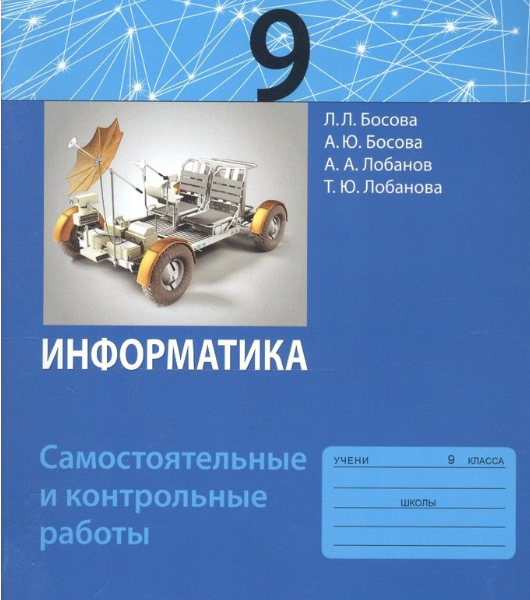 9
Л. Л. Босова
А. Ю. Босова
А. А. Лобанов
Т. Ю. Лобанова
ИНФОРМАТИКА
Самостоятельные
и контрольные
работы
УЧЕНИ 9 КЛАССА
ШКОЛЫ